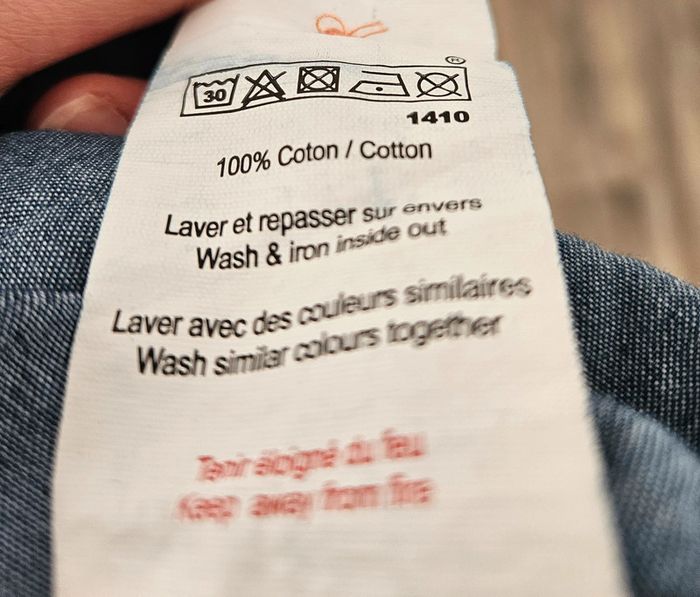 ®
30
1410
100% Coton / Cotton
Laver et repasser sur envers
Wash & iron inside out
Laver avec des couleurs similaires
Wash similar colours together
Tenir éloigné du feu
Keep away from fire